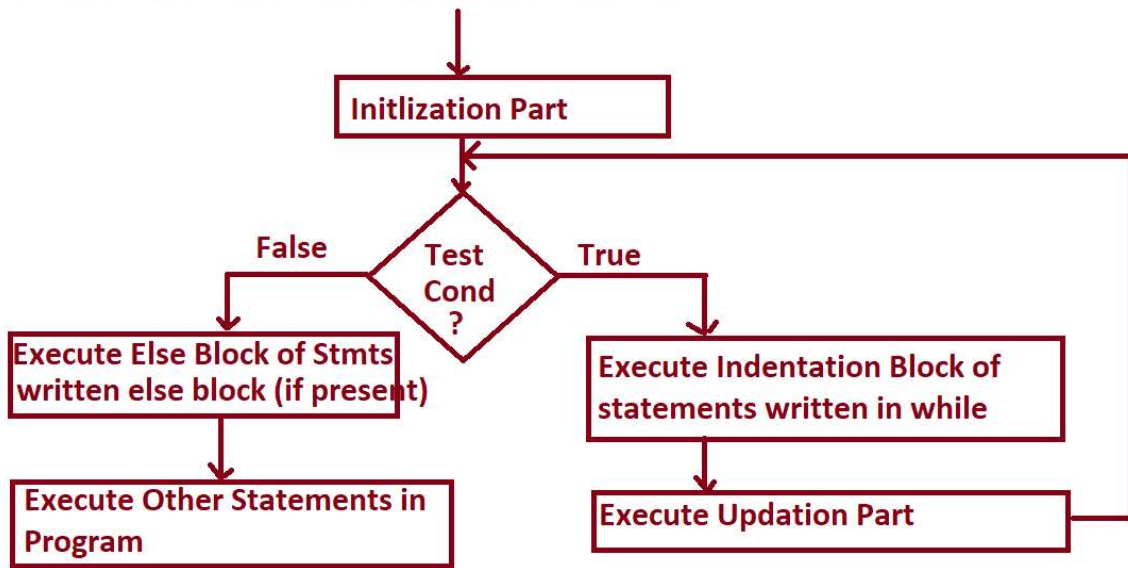 Initlization Part
False
Test
Cond
?
True
Execute Else Block of Stmts
written else block (if present)
Execute Indentation Block of
statements written in while
Execute Other Statements in
Program
Execute Updation Part